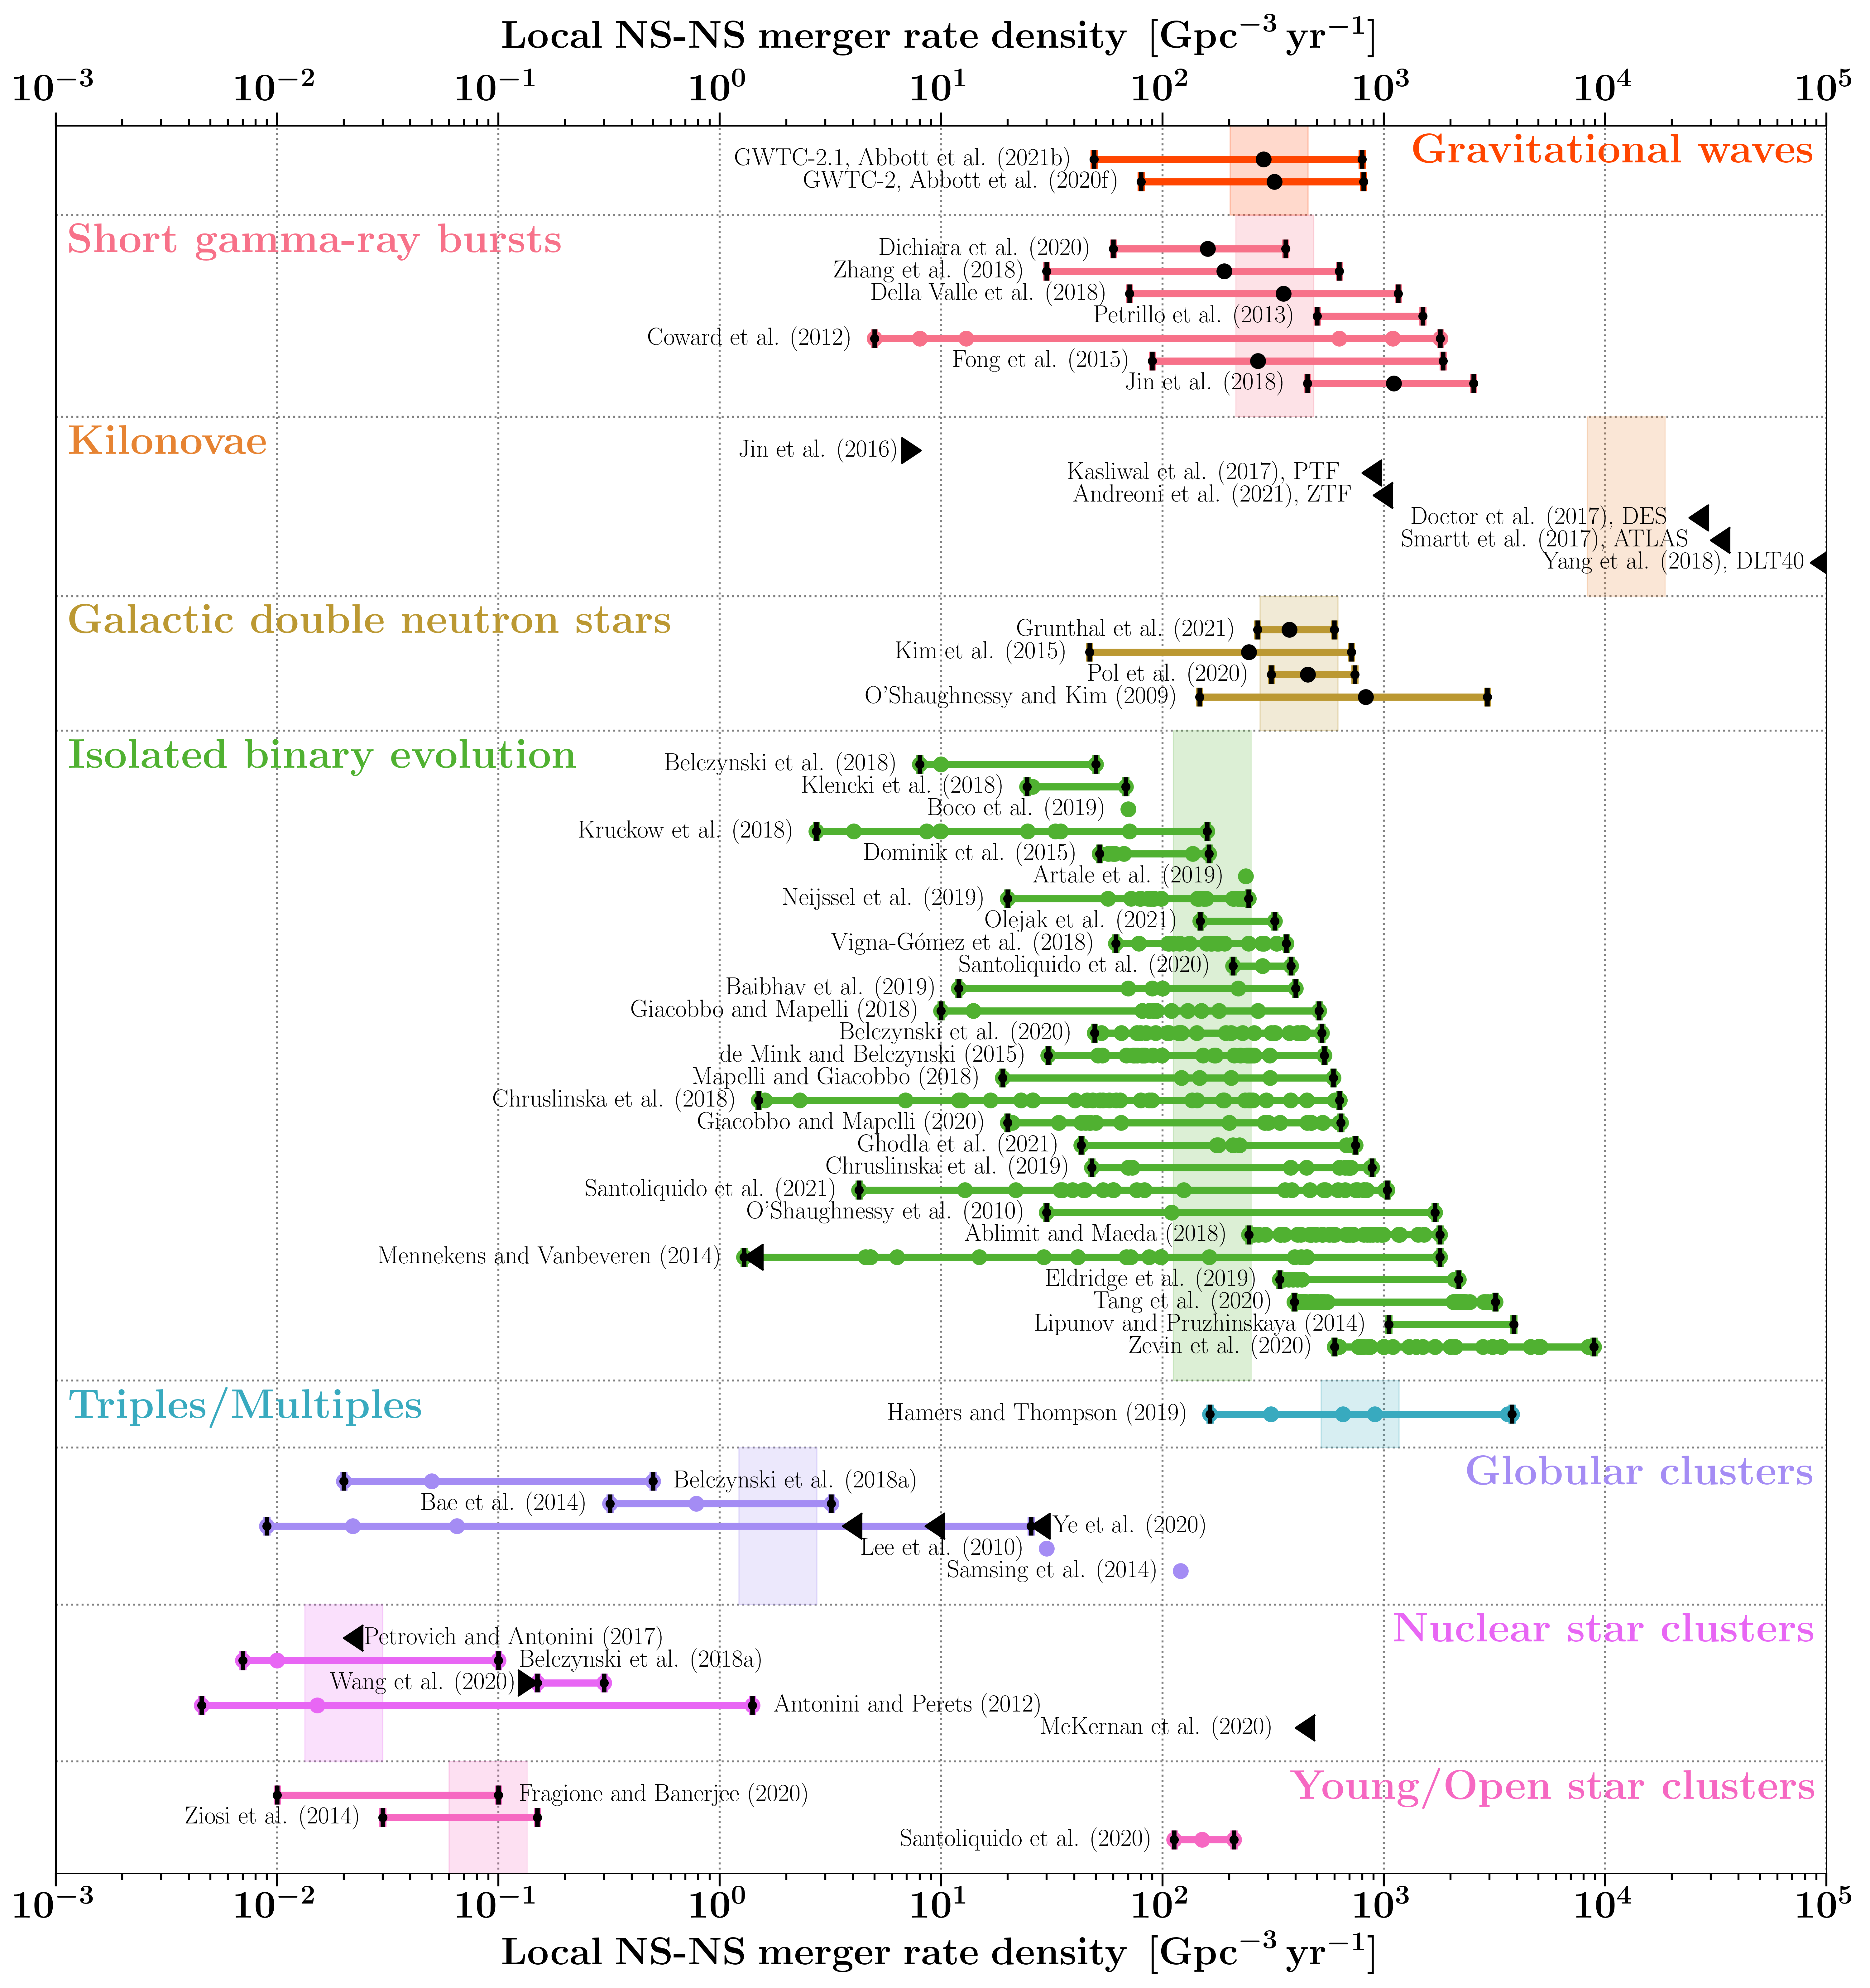 Local NS-NS merger rate density [Gpc⁻³ yr⁻¹]
10⁻³ 10⁻² 10⁻¹ 10⁰ 10¹ 10² 10³ 10⁴ 10⁵
Gravitational waves
GWTC-2.1, Abbott et al. (2021b)
GWTC-2, Abbott et al. (2020f)
Short gamma-ray bursts
Dichiara et al. (2020)
Zhang et al. (2018)
Della Valle et al. (2018)
Petrillo et al. (2013)
Coward et al. (2012)
Fong et al. (2015)
Jin et al. (2018)
Kilonovae
Jin et al. (2016)
Kasliwal et al. (2017), PTF
Andreoni et al. (2021), ZTF
Doctor et al. (2017), DES
Smartt et al. (2017), ATLAS
Yang et al. (2018), DLT40
Galactic double neutron stars
Grunthal et al. (2021)
Kim et al. (2015)
Pol et al. (2020)
O'Shaughnessy and Kim (2009)
Isolated binary evolution
Belczynski et al. (2018)
Klencki et al. (2018)
Boco et al. (2019)
Kruckow et al. (2018)
Dominik et al. (2015)
Artale et al. (2019)
Neijssel et al. (2019)
Olejak et al. (2021)
Vigna-Gómez et al. (2018)
Santoliquido et al. (2020)
Baibhav et al. (2019)
Giacobbo and Mapelli (2018)
Belczynski et al. (2020)
de Mink and Belczynski (2015)
Mapelli and Giacobbo (2018)
Chruslinska et al. (2018)
Giacobbo and Mapelli (2020)
Ghodla et al. (2021)
Chruslinska et al. (2019)
Santoliquido et al. (2021)
O'Shaughnessy et al. (2010)
Ablimit and Maeda (2018)
Mennekens and Vanbeveren (2014)
Eldridge et al. (2019)
Tang et al. (2020)
Lipunov and Pruzhinskaya (2014)
Zevin et al. (2020)
Triples/Multiples
Hamers and Thompson (2019)
Globular clusters
Belczynski et al. (2018a)
Bae et al. (2014)
Ye et al. (2020)
Lee et al. (2010)
Samsing et al. (2014)
Nuclear star clusters
Petrovich and Antonini (2017)
Belczynski et al. (2018a)
Wang et al. (2020)
Antonini and Perets (2012)
McKernan et al. (2020)
Young/Open star clusters
Fragione and Banerjee (2020)
Ziosi et al. (2014)
Santoliquido et al. (2020)
10⁻³ 10⁻² 10⁻¹ 10⁰ 10¹ 10² 10³ 10⁴ 10⁵
Local NS-NS merger rate density [Gpc⁻³ yr⁻¹]